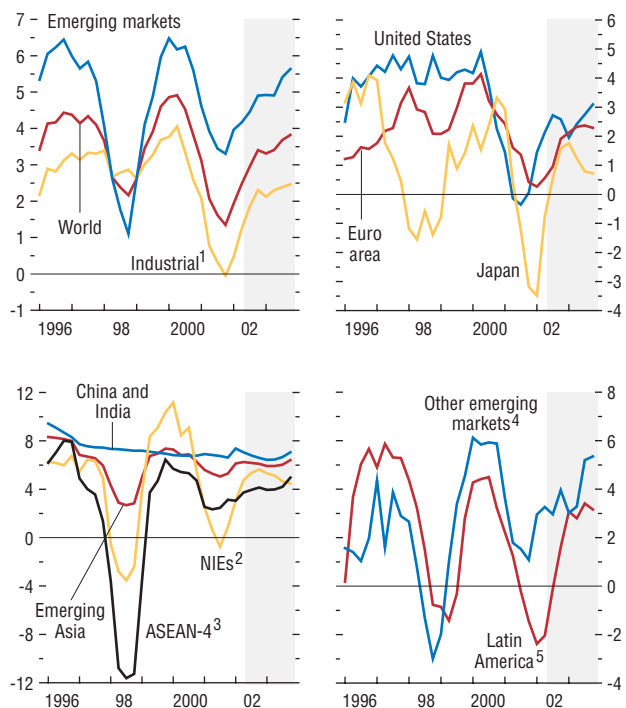 7
6
5
4
3
2
1
0
-1
Emerging markets
World
Industrial1
1996
98
2000
02
6
5
4
3
2
1
0
-1
-2
-3
-4
United States
Euro
area
Japan
1996
98
2000
02
12
8
4
0
-4
-8
-12
China and
India
NIEs2
Emerging
Asia
ASEAN-43
1996
98
2000
02
8
6
4
2
0
-2
-4
Other emerging
markets4
Latin
America5
1996
98
2000
02